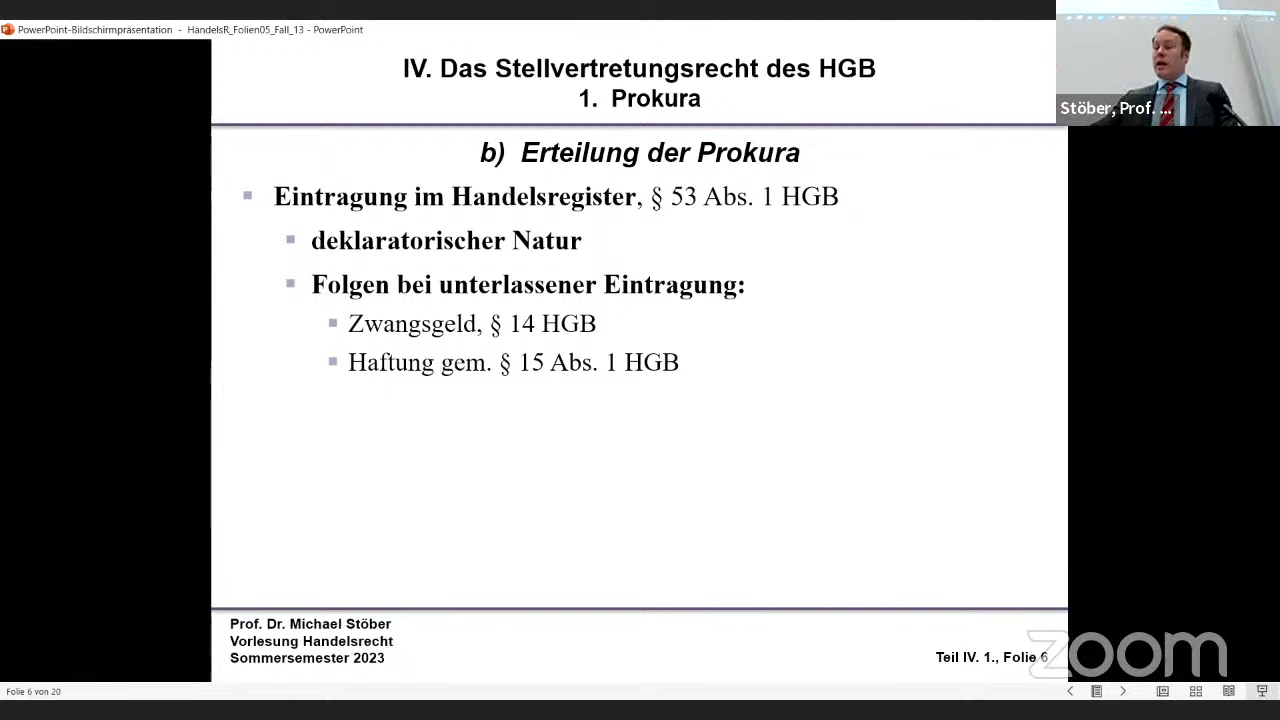 PowerPoint-Bildschirmpräsentation - HandelsR_Folien05_Fall_13 - PowerPoint
IV. Das Stellvertretungsrecht des HGB
1. Prokura
Stöber, Prof. ...
b) Erteilung der Prokura
Eintragung im Handelsregister, § 53 Abs. 1 HGB
deklaratorischer Natur
Folgen bei unterlassener Eintragung:
Zwangsgeld, § 14 HGB
Haftung gem. § 15 Abs. 1 HGB
Prof. Dr. Michael Stöber
Vorlesung Handelsrecht
Sommersemester 2023
Teil IV. 1., Folie 6
zoom
Folie 6 von 20